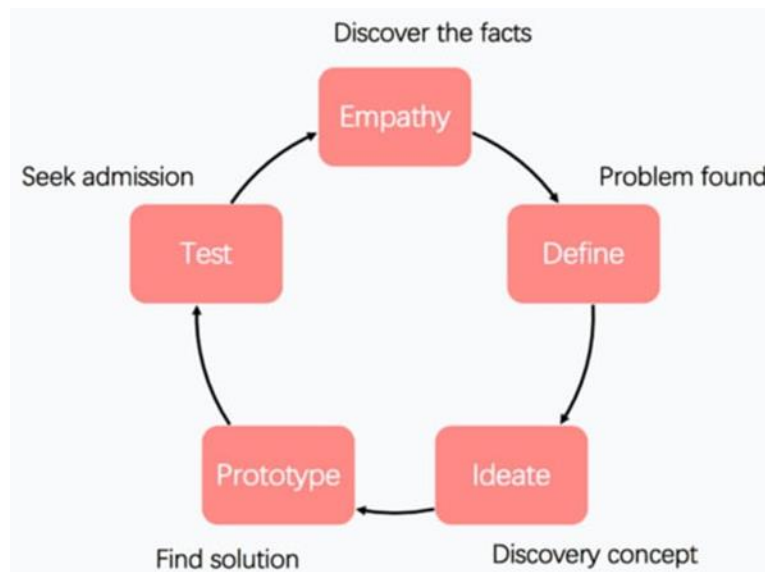 Discover the facts
Empathy
Seek admission
Problem found
Test
Define
Prototype
Ideate
Find solution
Discovery concept